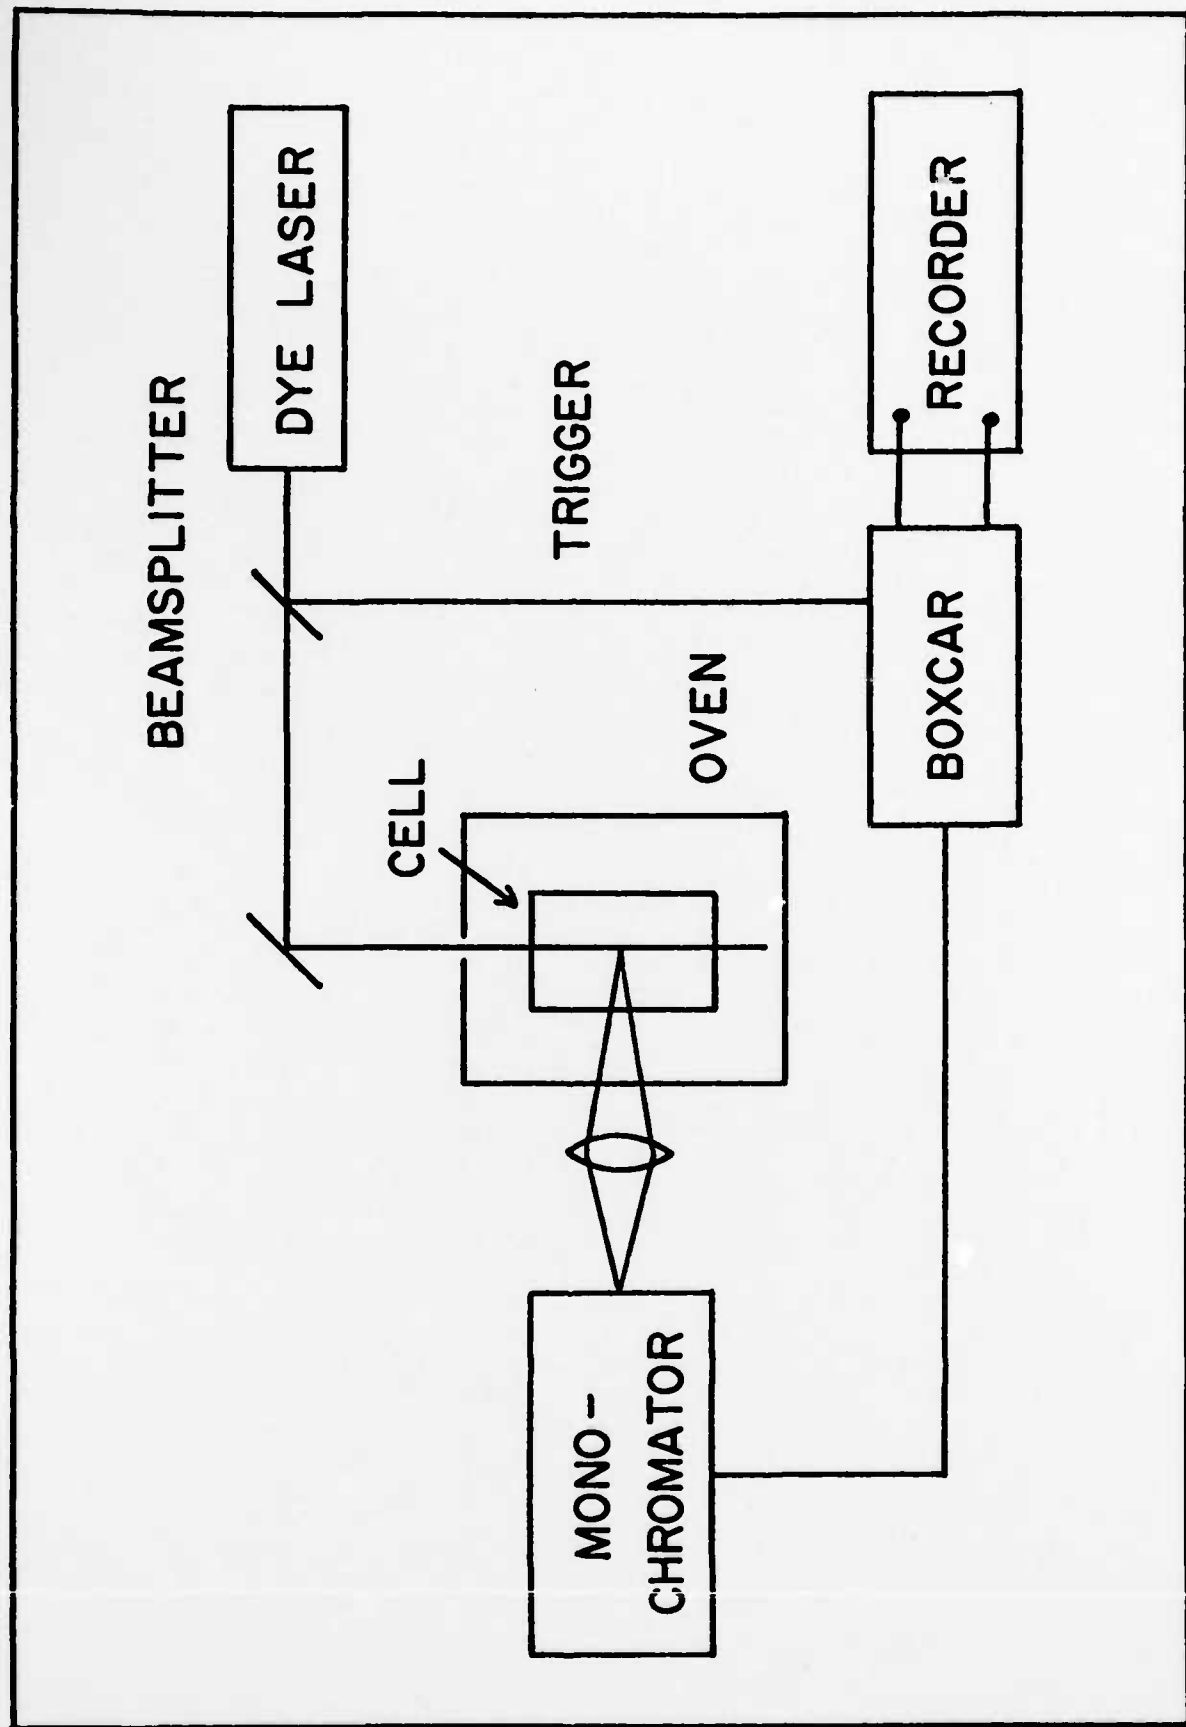 BEAMSPLITTER
DYE LASER
CELL
TRIGGER
OVEN
MONO-
CHROMATOR
BOXCAR
RECORDER